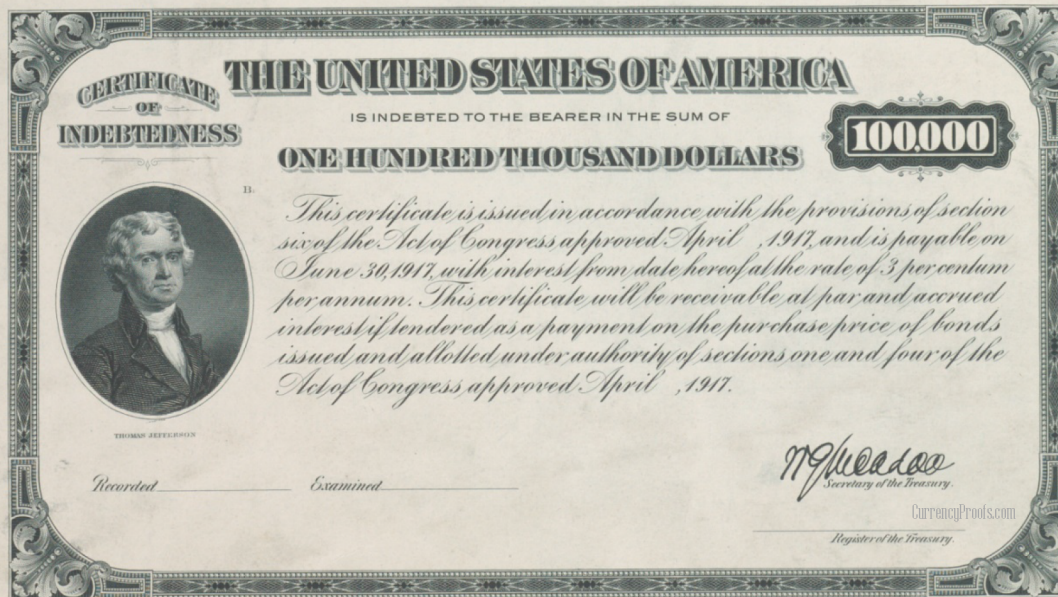 CERTIFICATE
OF
INDEBTEDNESS
THE UNITED STATES OF AMERICA
IS INDEBTED TO THE BEARER IN THE SUM OF
ONE HUNDRED THOUSAND DOLLARS
100,000
B.
This certificate is issued in accordance with the provisions of section
six of the Act of Congress approved April , 1917, and is payable on
June 30, 1917, with interest from date hereof at the rate of 3 per centum
per annum. This certificate will be receivable at par and accrued
interest if tendered as a payment on the purchase price of bonds
issued and allotted under authority of sections one and four of the
Act of Congress approved April , 1917.
THOMAS JEFFERSON
Recorded
Examined
W G McAdoo
Secretary of the Treasury.
CurrencyProofs.com
Register of the Treasury.